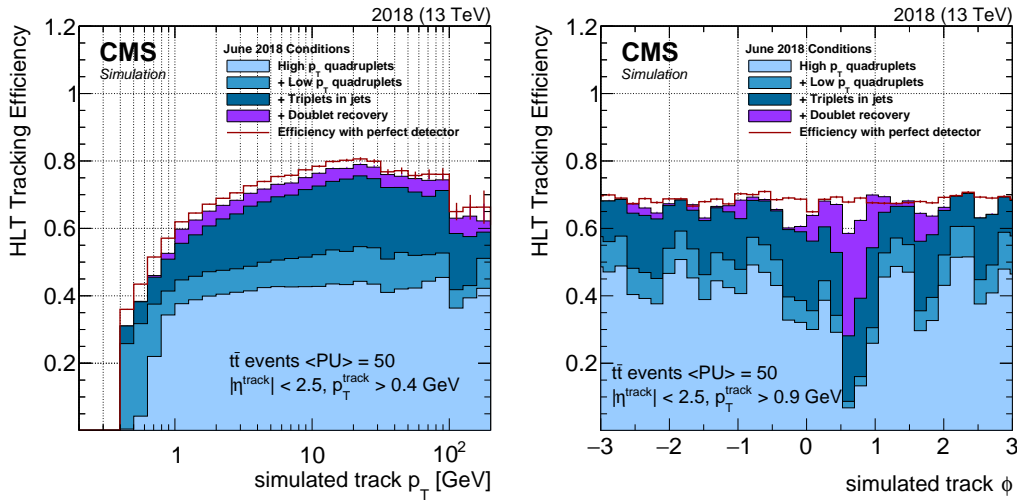 2018 (13 TeV)
CMS
Simulation
June 2018 Conditions
High p_T quadruplets
+ Low p_T quadruplets
+ Triplets in jets
+ Doublet recovery
Efficiency with perfect detector
HLT Tracking Efficiency
1.2
1
0.8
0.6
0.4
0.2
tt̄ events <PU> = 50
|η^track| < 2.5, p_T^track > 0.4 GeV
1 10 10²
simulated track p_T [GeV]
2018 (13 TeV)
CMS
Simulation
June 2018 Conditions
High p_T quadruplets
+ Low p_T quadruplets
+ Triplets in jets
+ Doublet recovery
Efficiency with perfect detector
HLT Tracking Efficiency
1.2
1
0.8
0.6
0.4
0.2
tt̄ events <PU> = 50
|η^track| < 2.5, p_T^track > 0.9 GeV
−3 −2 −1 0 1 2 3
simulated track ϕ